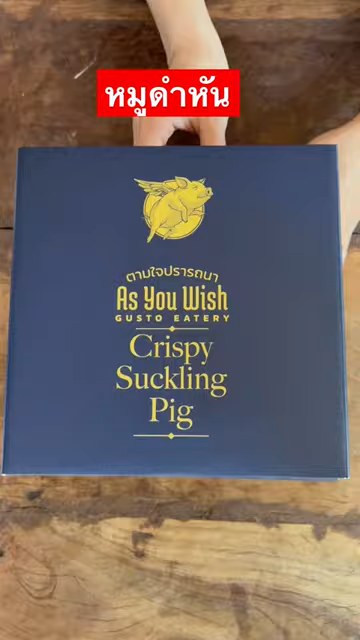 หมูดำหัน
ตามใจปรารถนา
As You Wish
GUSTO EATERY
Crispy
Suckling
Pig